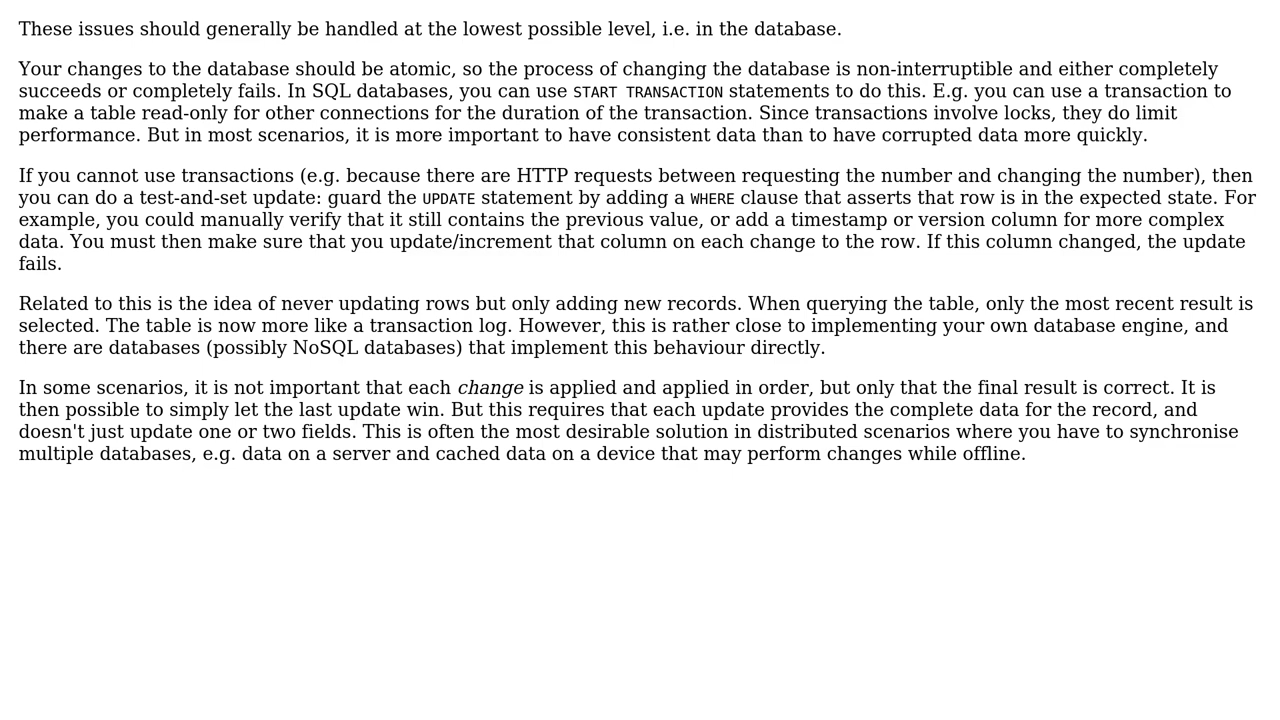 These issues should generally be handled at the lowest possible level, i.e. in the database.
Your changes to the database should be atomic, so the process of changing the database is non-interruptible and either completely
succeeds or completely fails. In SQL databases, you can use START TRANSACTION statements to do this. E.g. you can use a transaction to
make a table read-only for other connections for the duration of the transaction. Since transactions involve locks, they do limit
performance. But in most scenarios, it is more important to have consistent data than to have corrupted data more quickly.
If you cannot use transactions (e.g. because there are HTTP requests between requesting the number and changing the number), then
you can do a test-and-set update: guard the UPDATE statement by adding a WHERE clause that asserts that row is in the expected state. For
example, you could manually verify that it still contains the previous value, or add a timestamp or version column for more complex
data. You must then make sure that you update/increment that column on each change to the row. If this column changed, the update
fails.
Related to this is the idea of never updating rows but only adding new records. When querying the table, only the most recent result is
selected. The table is now more like a transaction log. However, this is rather close to implementing your own database engine, and
there are databases (possibly NoSQL databases) that implement this behaviour directly.
In some scenarios, it is not important that each change is applied and applied in order, but only that the final result is correct. It is
then possible to simply let the last update win. But this requires that each update provides the complete data for the record, and
doesn't just update one or two fields. This is often the most desirable solution in distributed scenarios where you have to synchronise
multiple databases, e.g. data on a server and cached data on a device that may perform changes while offline.